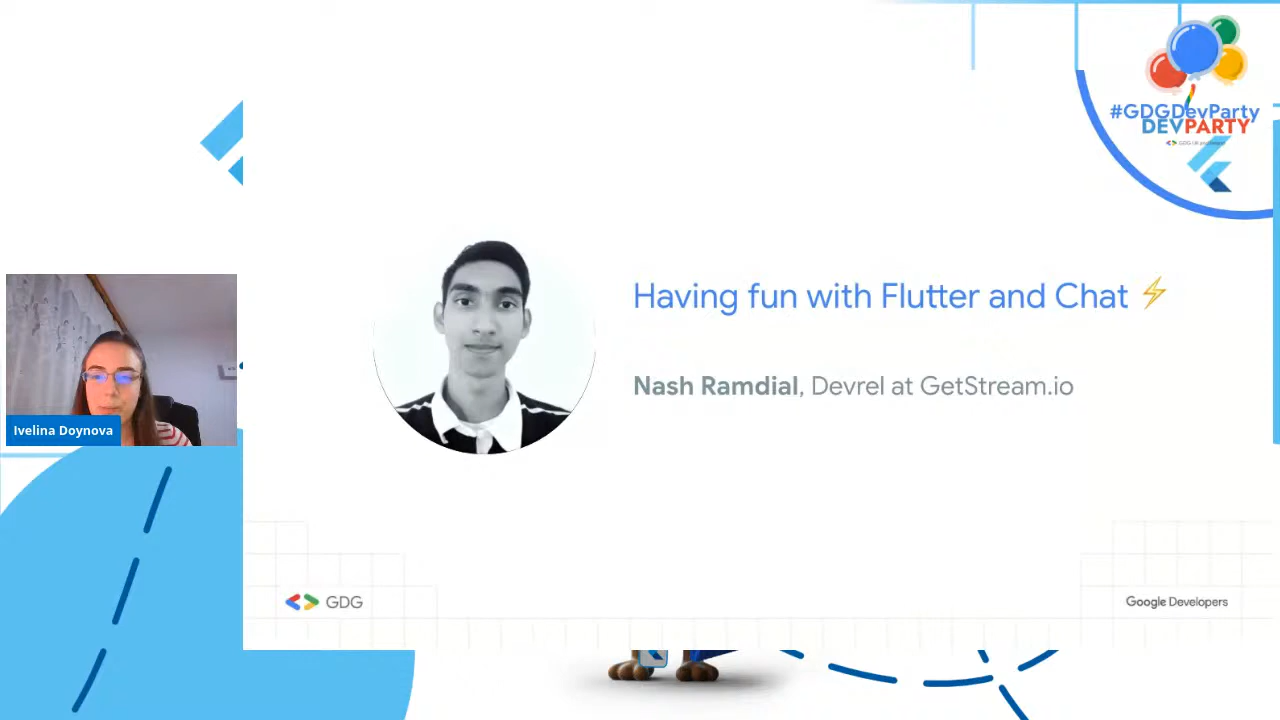 #GDGDevParty
DEVPARTY
Having fun with Flutter and Chat ⚡
Nash Ramdial, Devrel at GetStream.io
Ivelina Doynova
GDG
Google Developers